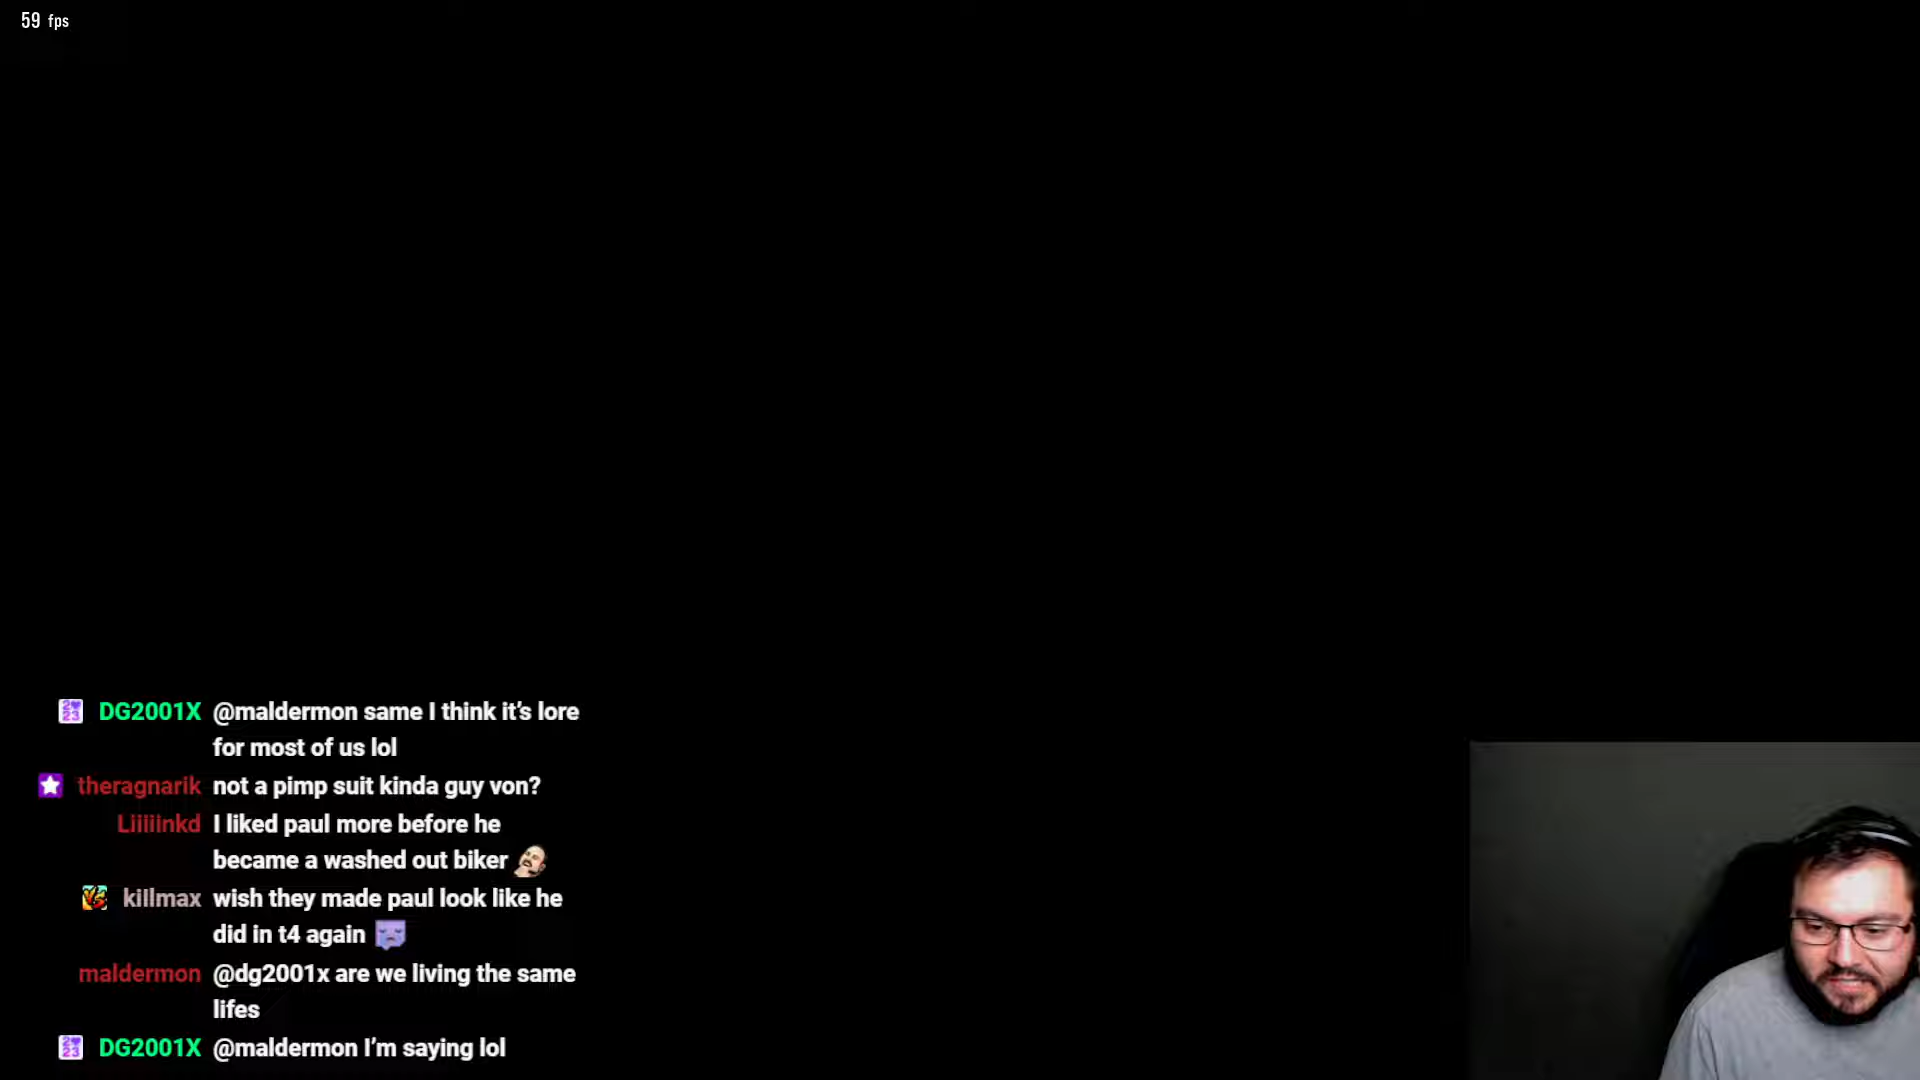 59 fps
DG2001X @maldermon same I think it’s lore
for most of us lol
theragnarik not a pimp suit kinda guy von?
Liiiiinkd I liked paul more before he
became a washed out biker
killmax wish they made paul look like he
did in t4 again
maldermon @dg2001x are we living the same
lifes
DG2001X @maldermon I’m saying lol